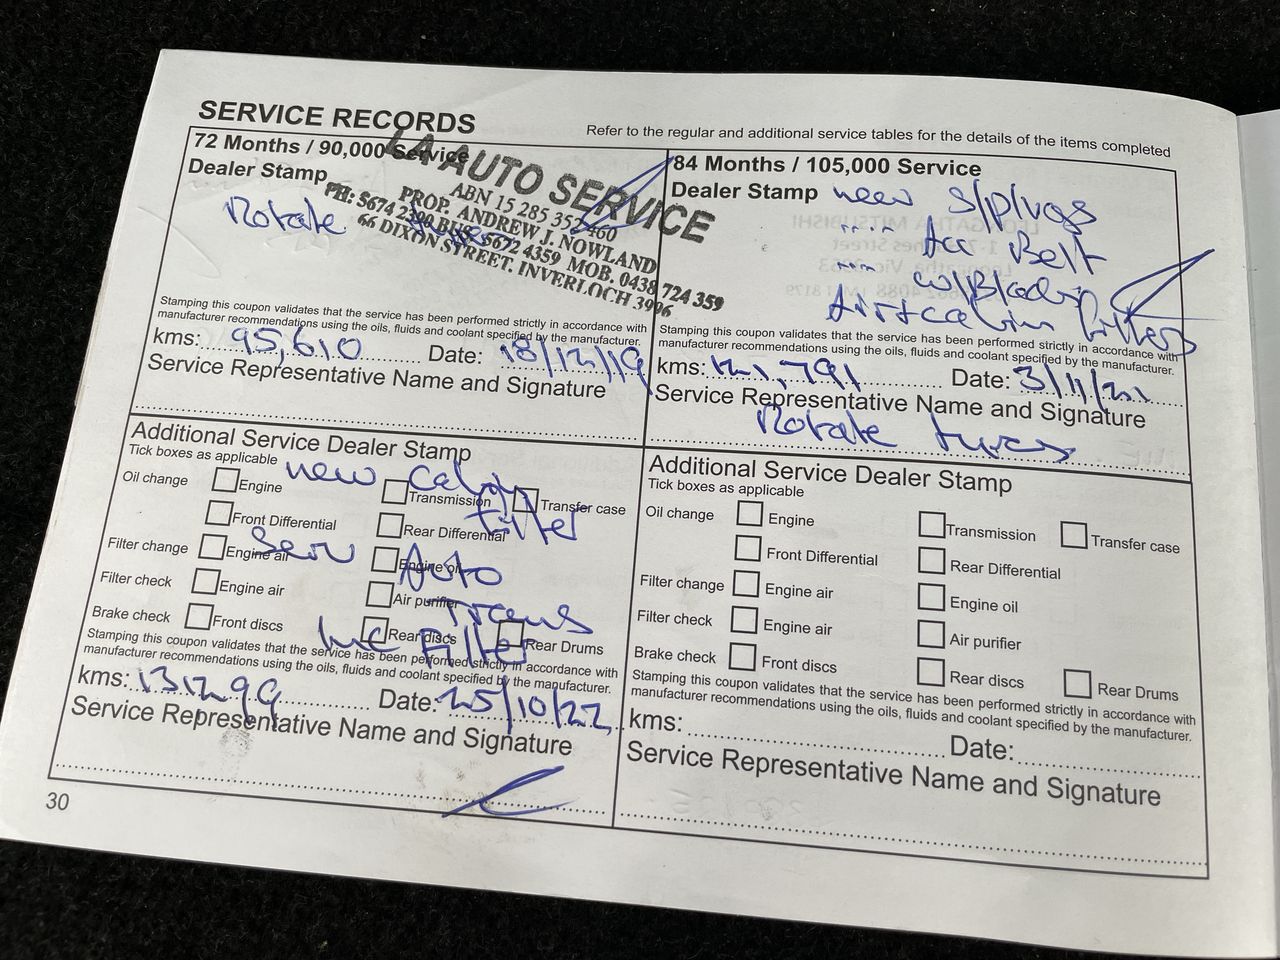 SERVICE RECORDS
Refer to the regular and additional service tables for the details of the items completed
72 Months / 90,000 Service
Dealer Stamp
LA AUTO SERVICE
ABN 15 285 352 460
PROP. ANDREW J. NOWLAND
PH: 5674 2300 BUS. 5672 4359 MOB. 0438 724 359
66 DIXON STREET. INVERLOCH 3996
Rotate
Stamping this coupon validates that the service has been performed strictly in accordance with
manufacturer recommendations using the oils, fluids and coolant specified by the manufacturer.
kms: 95,610 Date: 18/12/19
Service Representative Name and Signature
84 Months / 105,000 Service
Dealer Stamp new S/P/vgs
Acc Belt
w/Blades
Air + cabin filters
Stamping this coupon validates that the service has been performed strictly in accordance with
manufacturer recommendations using the oils, fluids and coolant specified by the manufacturer.
kms: 121,791 Date: 3/11/21
Service Representative Name and Signature
Rotate tyres
Additional Service Dealer Stamp
Tick boxes as applicable
new cabin
filter
Oil change Engine Transmission Transfer case
Front Differential Rear Differential
Serv Auto
Filter change Engine air Engine oil
Filter check Engine air Air purifier
Trans
Brake check Front discs Rear discs Rear Drums
Inc Filter
Stamping this coupon validates that the service has been performed strictly in accordance with
manufacturer recommendations using the oils, fluids and coolant specified by the manufacturer.
kms: 131299 Date: 25/10/22
Service Representative Name and Signature
Additional Service Dealer Stamp
Tick boxes as applicable
Oil change Engine Transmission Transfer case
Front Differential Rear Differential
Filter change Engine air Engine oil
Filter check Engine air Air purifier
Brake check Front discs Rear discs Rear Drums
Stamping this coupon validates that the service has been performed strictly in accordance with
manufacturer recommendations using the oils, fluids and coolant specified by the manufacturer.
kms: Date:
Service Representative Name and Signature
30